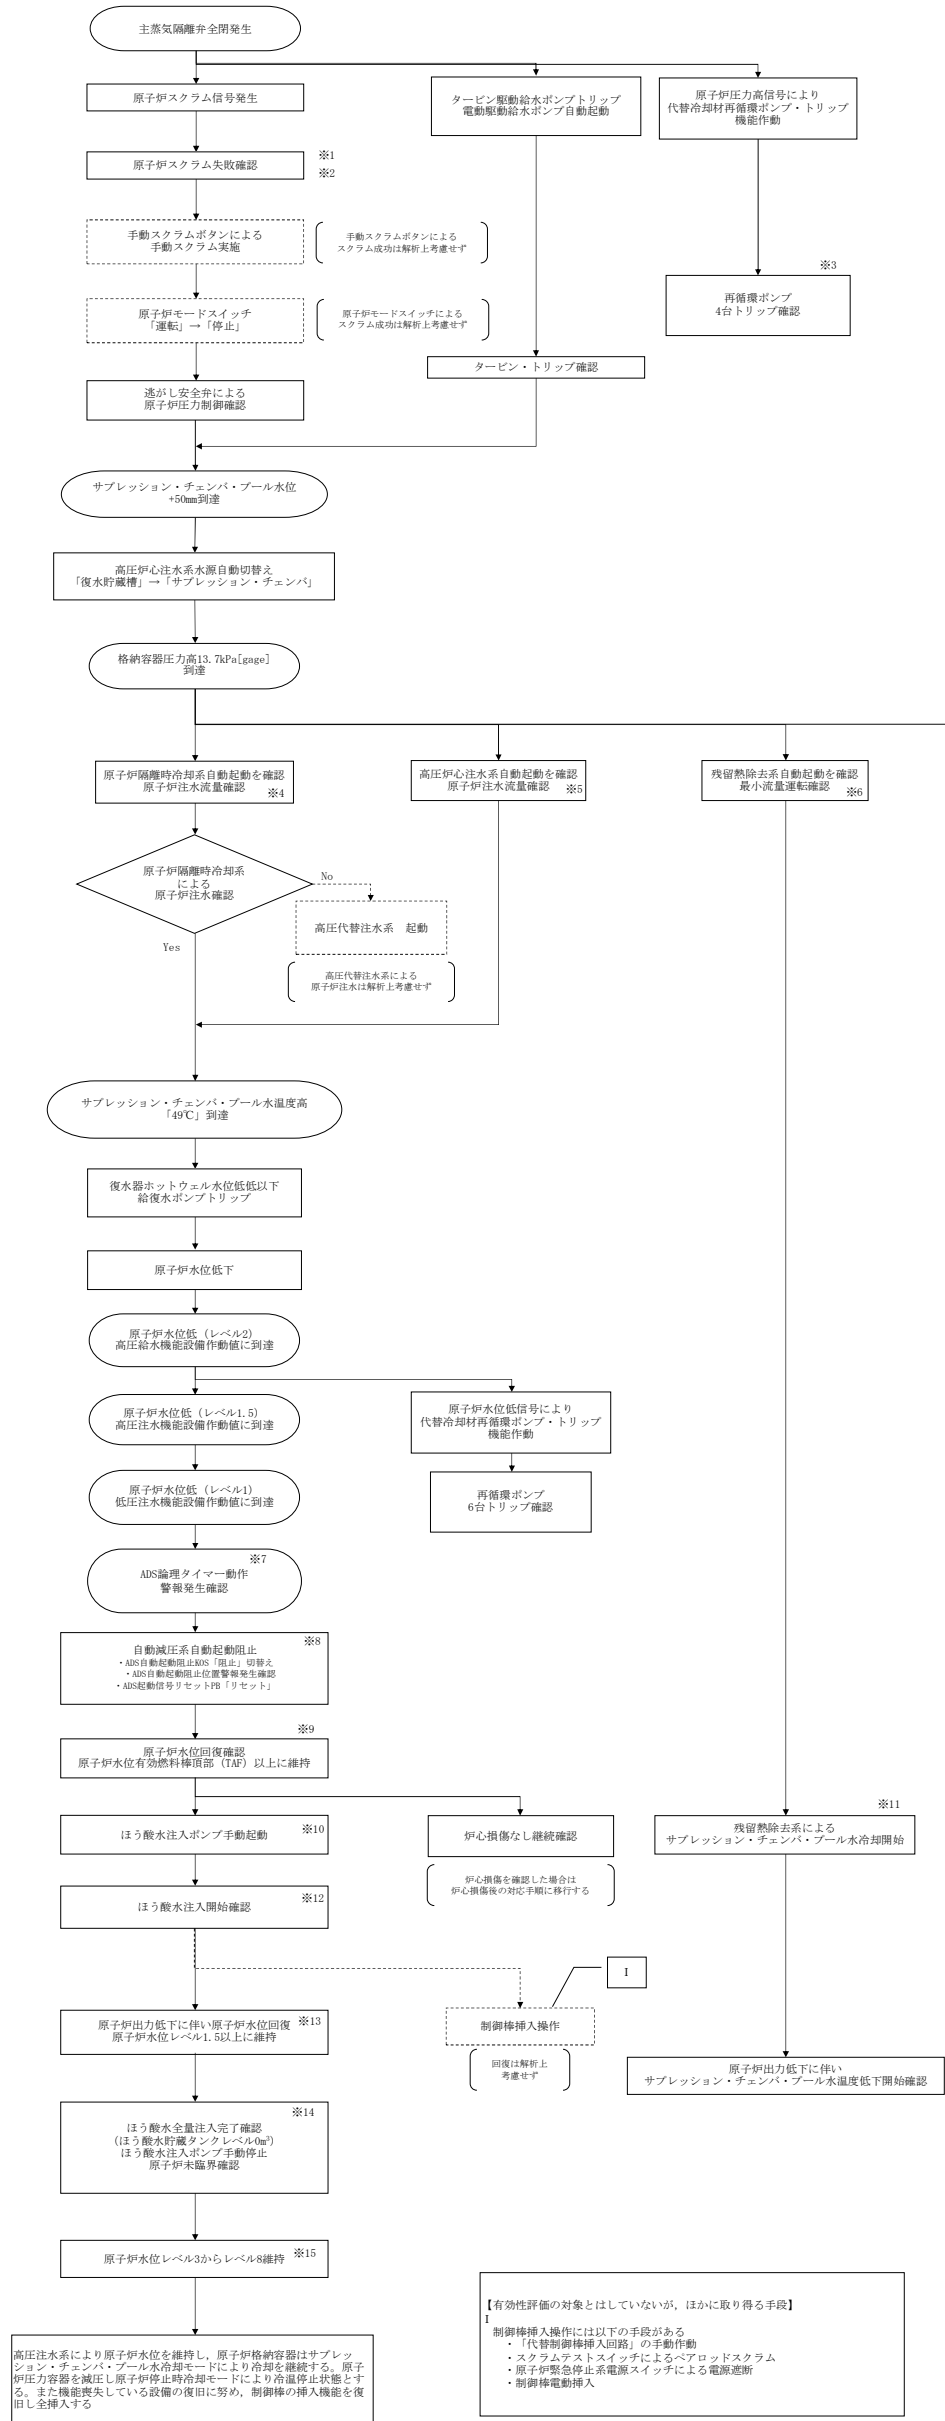 主蒸気隔離弁全閉発生
原子炉スクラム信号発生
タービン駆動給水ポンプトリップ
電動駆動給水ポンプ自動起動
原子炉圧力高信号により
代替冷却材再循環ポンプ・トリップ
機能作動
原子炉スクラム失敗確認
※1
※2
手動スクラムボタンによる
手動スクラム実施
手動スクラムボタンによる
スクラム成功は解析上考慮せず
原子炉モードスイッチ
「運転」→「停止」
原子炉モードスイッチによる
スクラム成功は解析上考慮せず
※3
再循環ポンプ
4台トリップ確認
タービン・トリップ確認
逃がし安全弁による
原子炉圧力制御確認
サプレッション・チェンバ・プール水位
+50mm到達
高圧炉心注水系水源自動切替え
「復水貯蔵槽」→「サプレッション・チェンバ」
格納容器圧力高13.7kPa[gage]
到達
原子炉隔離時冷却系自動起動を確認
原子炉注水流量確認
※4
高圧炉心注水系自動起動を確認
原子炉注水流量確認
※5
残留熱除去系自動起動を確認
最小流量運転確認
※6
原子炉隔離時冷却系
による
原子炉注水確認
No
Yes
高圧代替注水系　起動
高圧代替注水系による
原子炉注水は解析上考慮せず
サプレッション・チェンバ・プール水温度高
「49℃」到達
復水器ホットウェル水位低低以下
給復水ポンプトリップ
原子炉水位低下
原子炉水位低（レベル2）
高圧給水機能設備作動値に到達
原子炉水位低（レベル1.5）
高圧注水機能設備作動値に到達
原子炉水位低信号により
代替冷却材再循環ポンプ・トリップ
機能作動
原子炉水位低（レベル1）
低圧注水機能設備作動値に到達
再循環ポンプ
6台トリップ確認
※7
ADS論理タイマー動作
警報発生確認
※8
自動減圧系自動起動阻止
・ADS自動起動阻止KOS「阻止」切替え
・ADS自動起動阻止位置警報発生確認
・ADS起動信号リセットPB「リセット」
※9
原子炉水位回復確認
原子炉水位有効燃料棒頂部（TAF）以上に維持
ほう酸水注入ポンプ手動起動
※10
炉心損傷なし継続確認
炉心損傷を確認した場合は
炉心損傷後の対応手順に移行する
※11
残留熱除去系による
サプレッション・チェンバ・プール水冷却開始
ほう酸水注入開始確認
※12
I
原子炉出力低下に伴い原子炉水位回復
原子炉水位レベル1.5以上に維持
※13
制御棒挿入操作
回復は解析上
考慮せず
原子炉出力低下に伴い
サプレッション・チェンバ・プール水温度低下開始確認
※14
ほう酸水全量注入完了確認
（ほう酸水貯蔵タンクレベル0m³）
ほう酸水注入ポンプ手動停止
原子炉未臨界確認
原子炉水位レベル3からレベル8維持
※15
高圧注水系により原子炉水位を維持し，原子炉格納容器はサプレッ
ション・チェンバ・プール水冷却モードにより冷却を継続する。原子
炉圧力容器を減圧し原子炉停止時冷却モードにより冷温停止状態とす
る。また機能喪失している設備の復旧に努め，制御棒の挿入機能を復
旧し全挿入する
【有効性評価の対象とはしていないが，ほかに取り得る手段】
I
制御棒挿入操作には以下の手段がある
・「代替制御棒挿入回路」の手動作動
・スクラムテストスイッチによるペアロッドスクラム
・原子炉緊急停止系電源スイッチによる電源遮断
・制御棒電動挿入